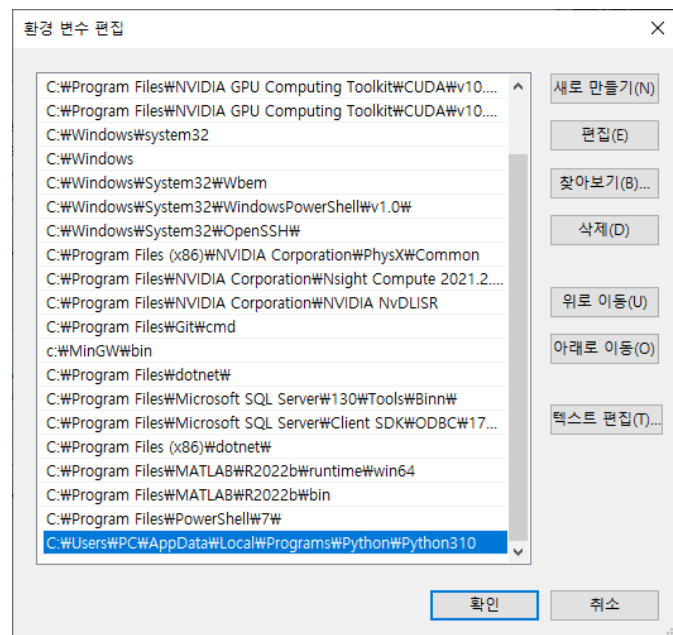 환경 변수 편집
C:₩Program Files₩NVIDIA GPU Computing Toolkit₩CUDA₩v10....
C:₩Program Files₩NVIDIA GPU Computing Toolkit₩CUDA₩v10....
C:₩Windows₩system32
C:₩Windows
C:₩Windows₩System32₩Wbem
C:₩Windows₩System32₩WindowsPowerShell₩v1.0₩
C:₩Windows₩System32₩OpenSSH₩
C:₩Program Files (x86)₩NVIDIA Corporation₩PhysX₩Common
C:₩Program Files₩NVIDIA Corporation₩Nsight Compute 2021.2....
C:₩Program Files₩NVIDIA Corporation₩NVIDIA NvDLISR
C:₩Program Files₩Git₩cmd
c:₩MinGW₩bin
C:₩Program Files₩dotnet₩
C:₩Program Files₩Microsoft SQL Server₩130₩Tools₩Binn₩
C:₩Program Files₩Microsoft SQL Server₩Client SDK₩ODBC₩17...
C:₩Program Files (x86)₩dotnet₩
C:₩Program Files₩MATLAB₩R2022b₩runtime₩win64
C:₩Program Files₩MATLAB₩R2022b₩bin
C:₩Program Files₩PowerShell₩7₩
C:₩Users₩PC₩AppData₩Local₩Programs₩Python₩Python310
새로 만들기(N)
편집(E)
찾아보기(B)...
삭제(D)
위로 이동(U)
아래로 이동(O)
텍스트 편집(T)...
확인
취소